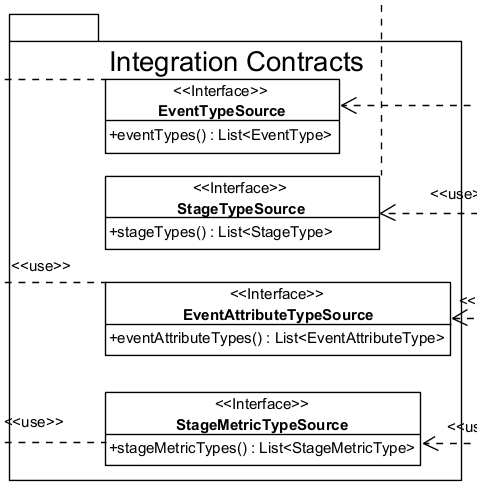 Integration Contracts
<<Interface>>
EventTypeSource
+eventTypes() : List<EventType>
<<Interface>>
StageTypeSource
+stageTypes() : List<StageType>
<<use>>
<<use>>
<<Interface>>
EventAttributeTypeSource
+eventAttributeTypes() : List<EventAttributeType>
<<
<<Interface>>
StageMetricTypeSource
+stageMetricTypes() : List<StageMetricType>
<<use>>
<<us